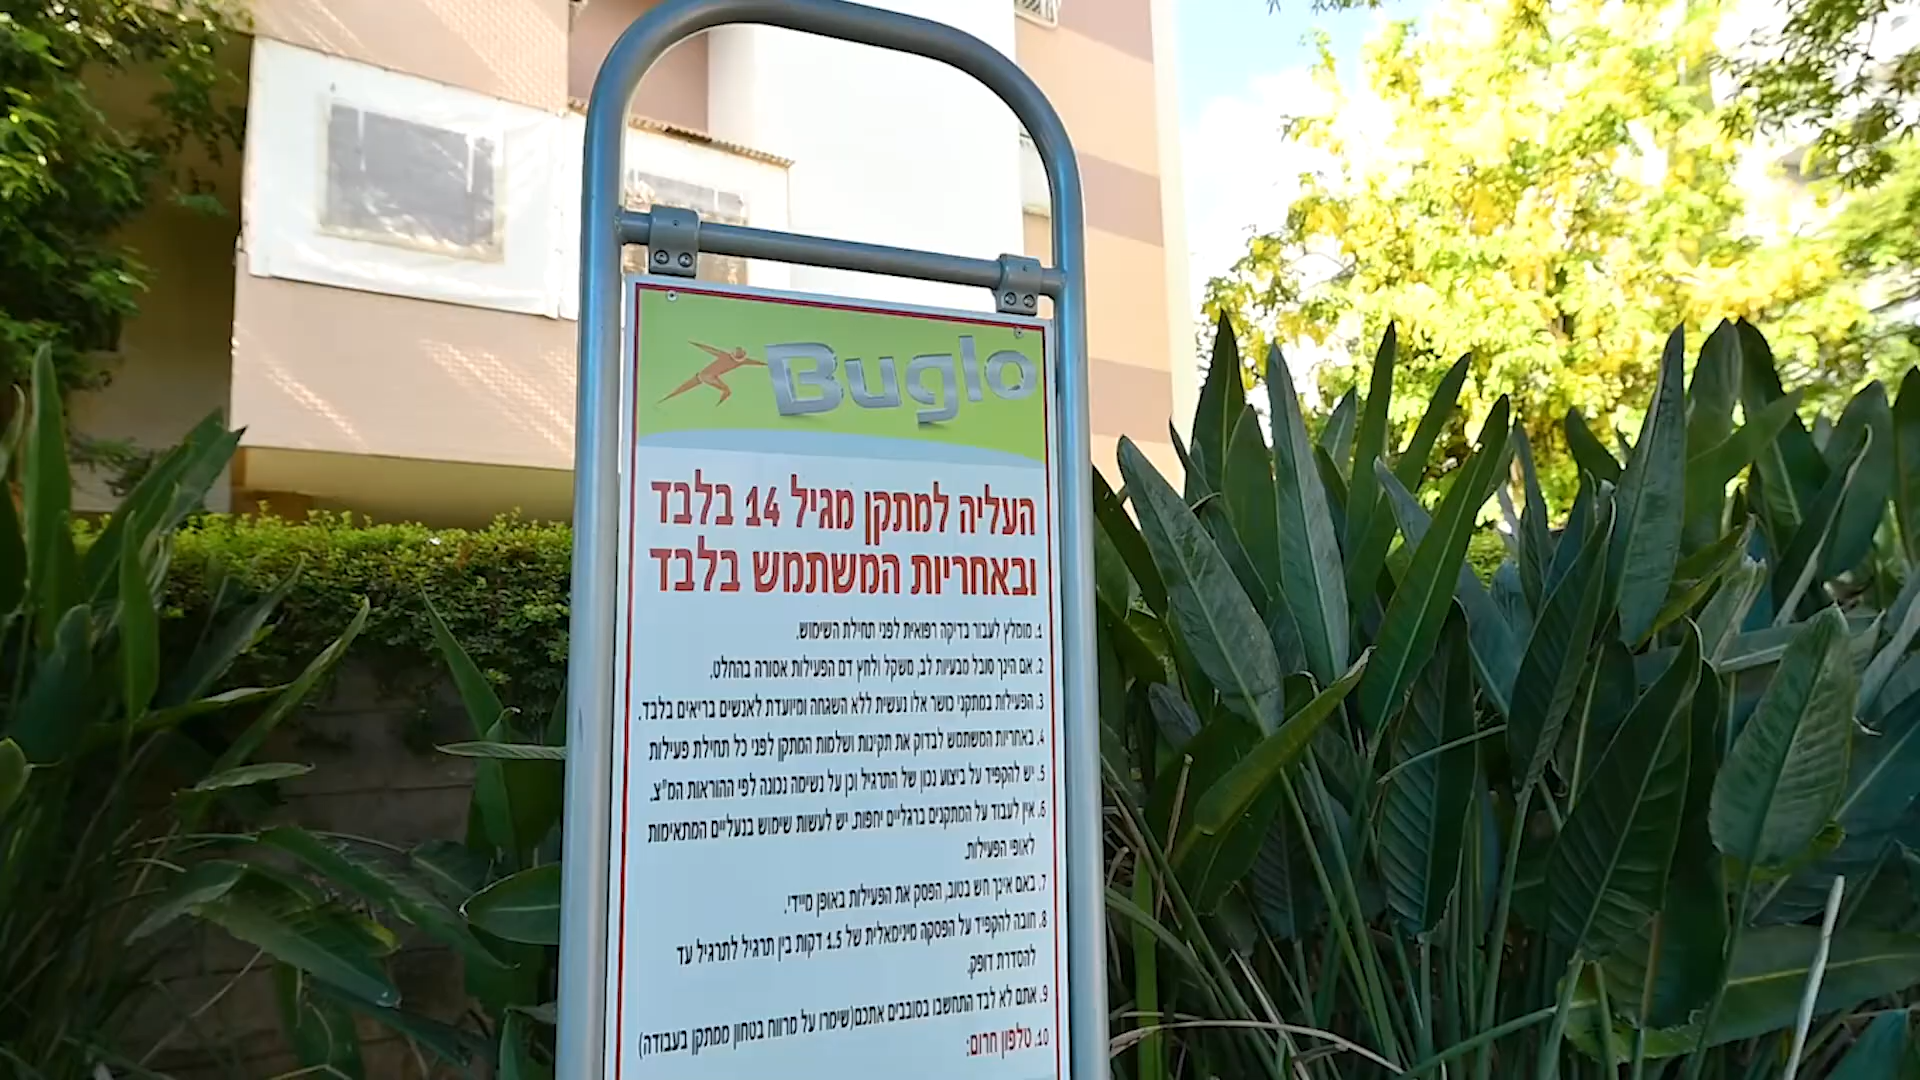 Buglo
העליה למתקן מגיל 14 בלבד
ובאחריות המשתמש בלבד
1. מומלץ לעבור בדיקה רפואית לפני תחילת השימוש.
2. אם הינך סובל מבעיות לב, משקל ולחץ דם הפעילות אסורה בהחלט.
3. הפעילות במתקני כושר אלו נעשית ללא השגחה ומיועדת לאנשים בריאים בלבד.
4. באחריות המשתמש לבדוק את תקינות ושלמות המתקן לפני כל תחילת פעילות
5. יש להקפיד על ביצוע נכון של התרגיל וכן על נשימה נכונה לפי ההוראות המ"צ.
6. אין לעבוד על המתקנים ברגליים יחפות. יש לעשות שימוש בנעליים המתאימות
לאופי הפעילות.
7. באם אינך חש בטוב, הפסק את הפעילות באופן מיידי.
8. חובה להקפיד על הפסקה מינימאלית של 1.5 דקות בין תרגיל לתרגיל עד
להסדרת דופק.
9. אתם לא לבד התחשבו בסובבים אתכם(שימרו על מרווח בטחון ממתקן בעבודה)
10. טלפון חרום: